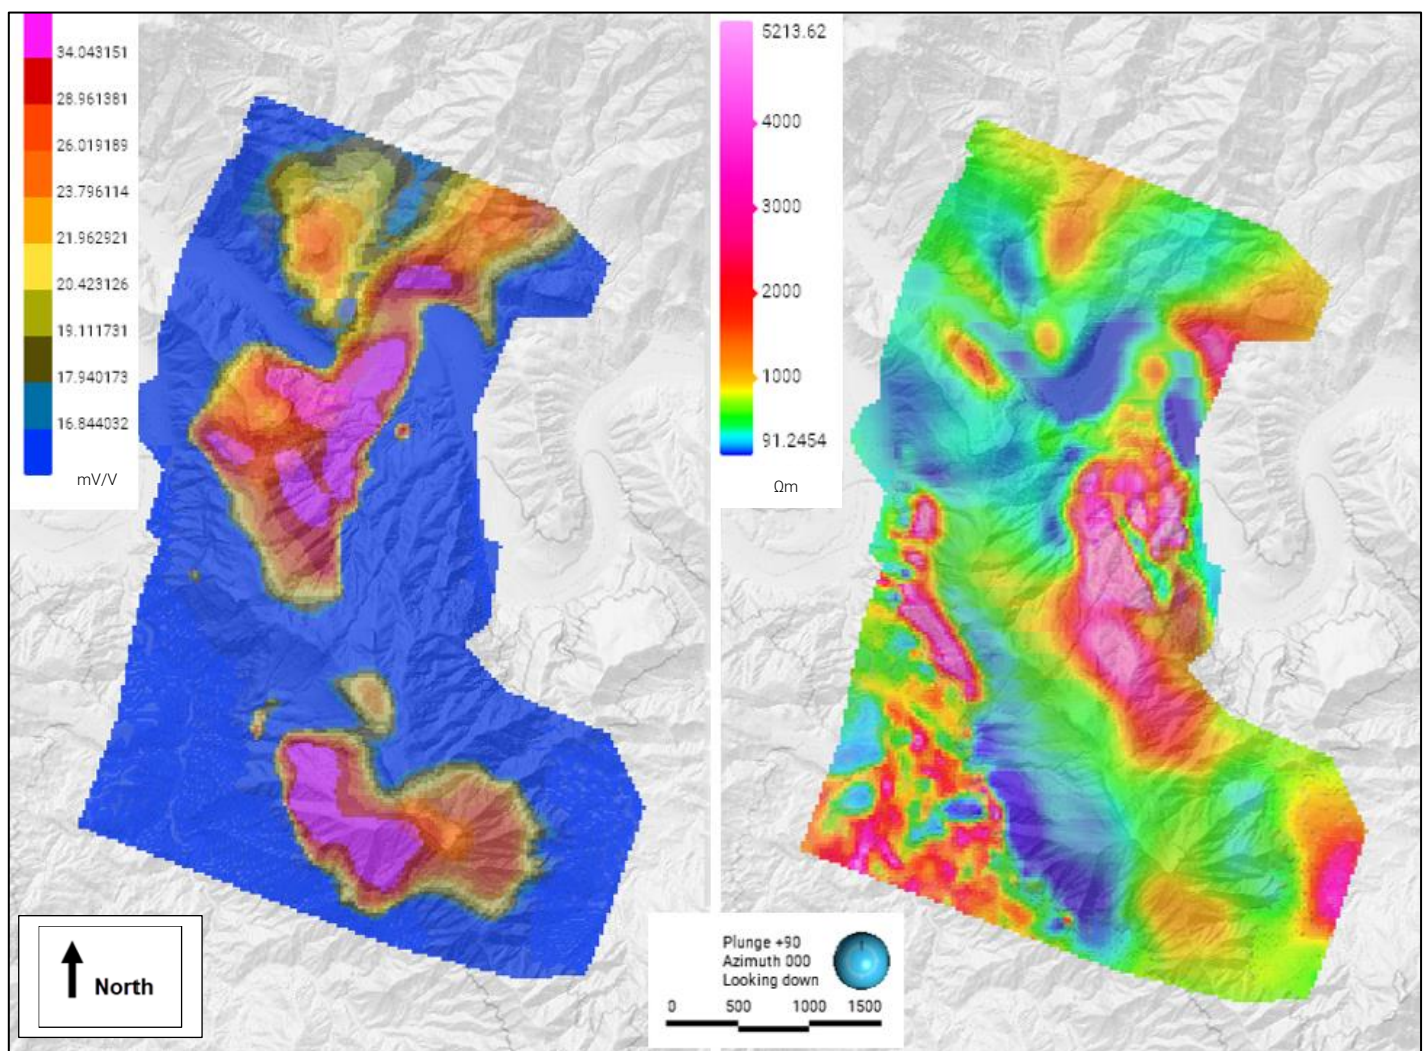 34.043151
28.961381
26.019189
23.796114
21.962921
20.423126
19.111731
17.940173
16.844032
mV/V
5213.62
4000
3000
2000
1000
91.2454
Ωm
North
Plunge +90
Azimuth 000
Looking down
0 500 1000 1500